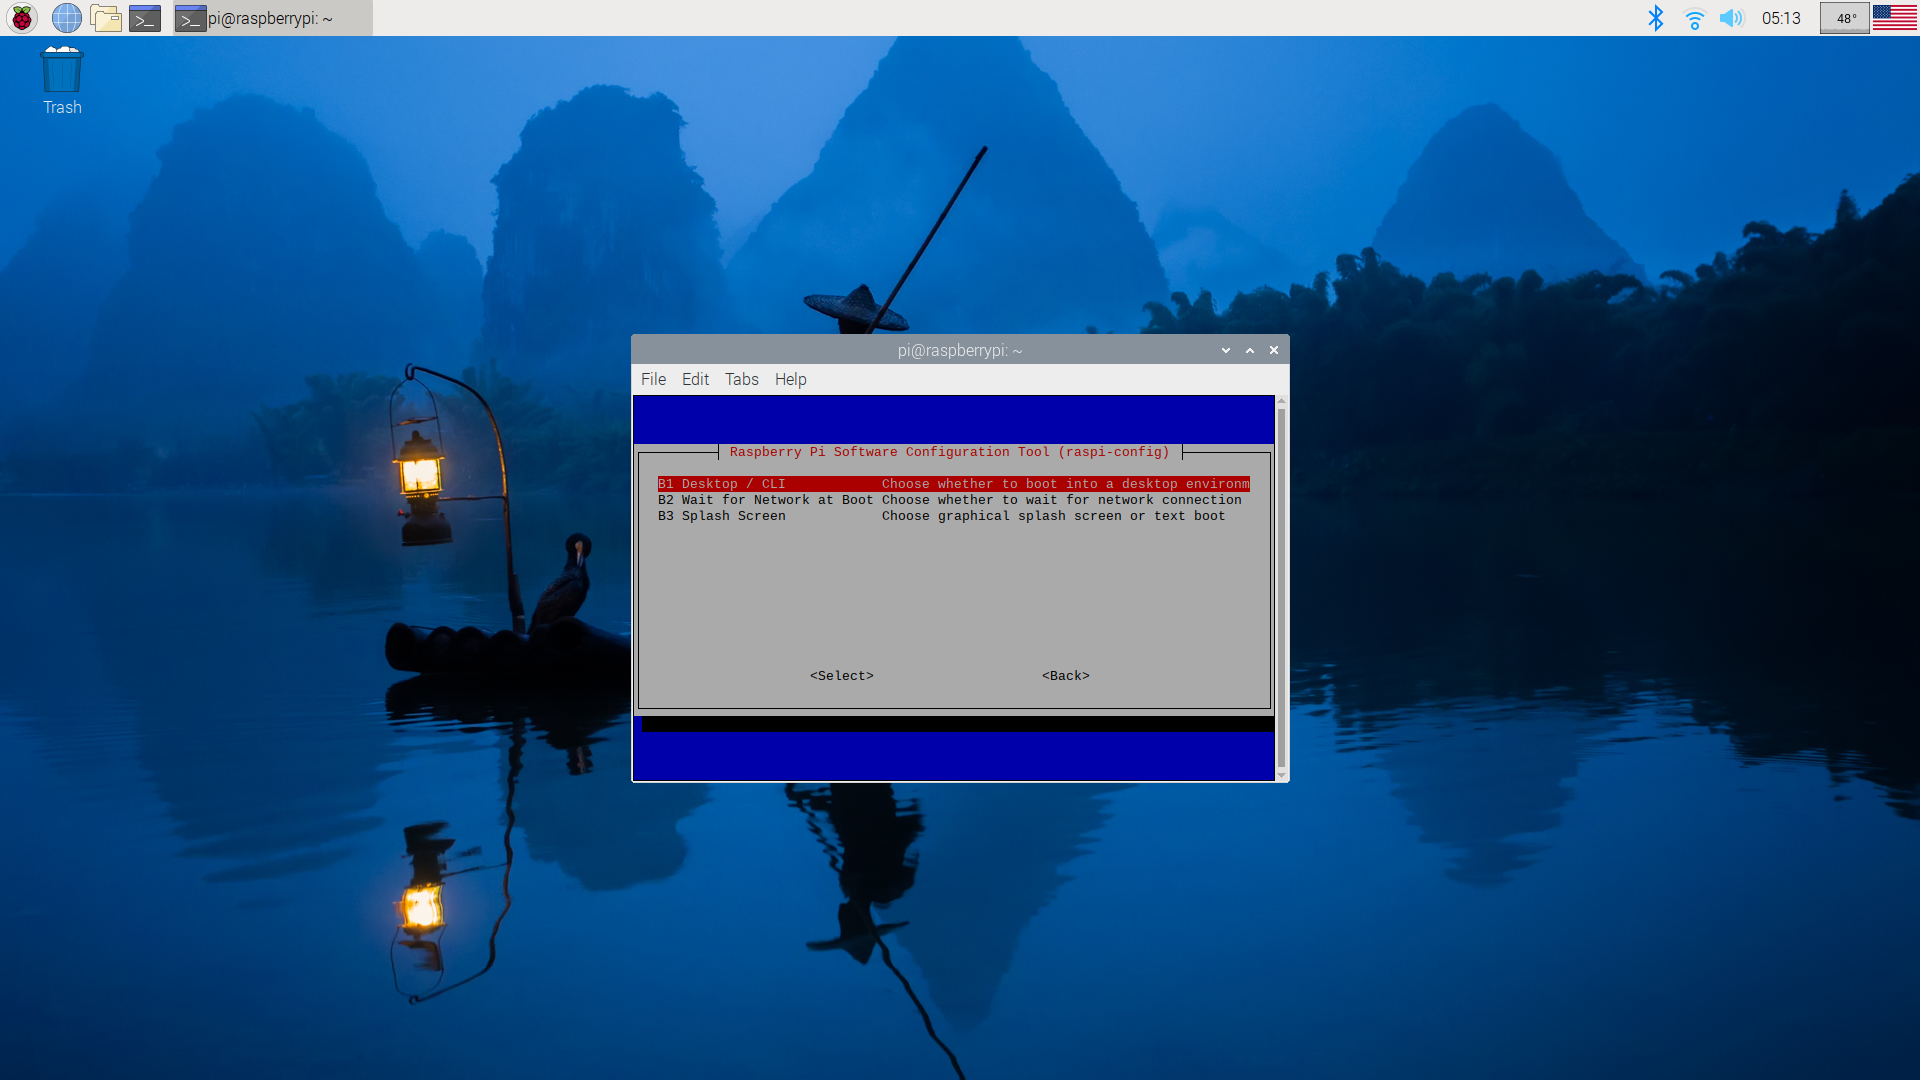 pi@raspberrypi: ~
05:13
48°
Trash
pi@raspberrypi: ~
File Edit Tabs Help
Raspberry Pi Software Configuration Tool (raspi-config)
B1 Desktop / CLI Choose whether to boot into a desktop environm
B2 Wait for Network at Boot Choose whether to wait for network connection
B3 Splash Screen Choose graphical splash screen or text boot
<Select> <Back>